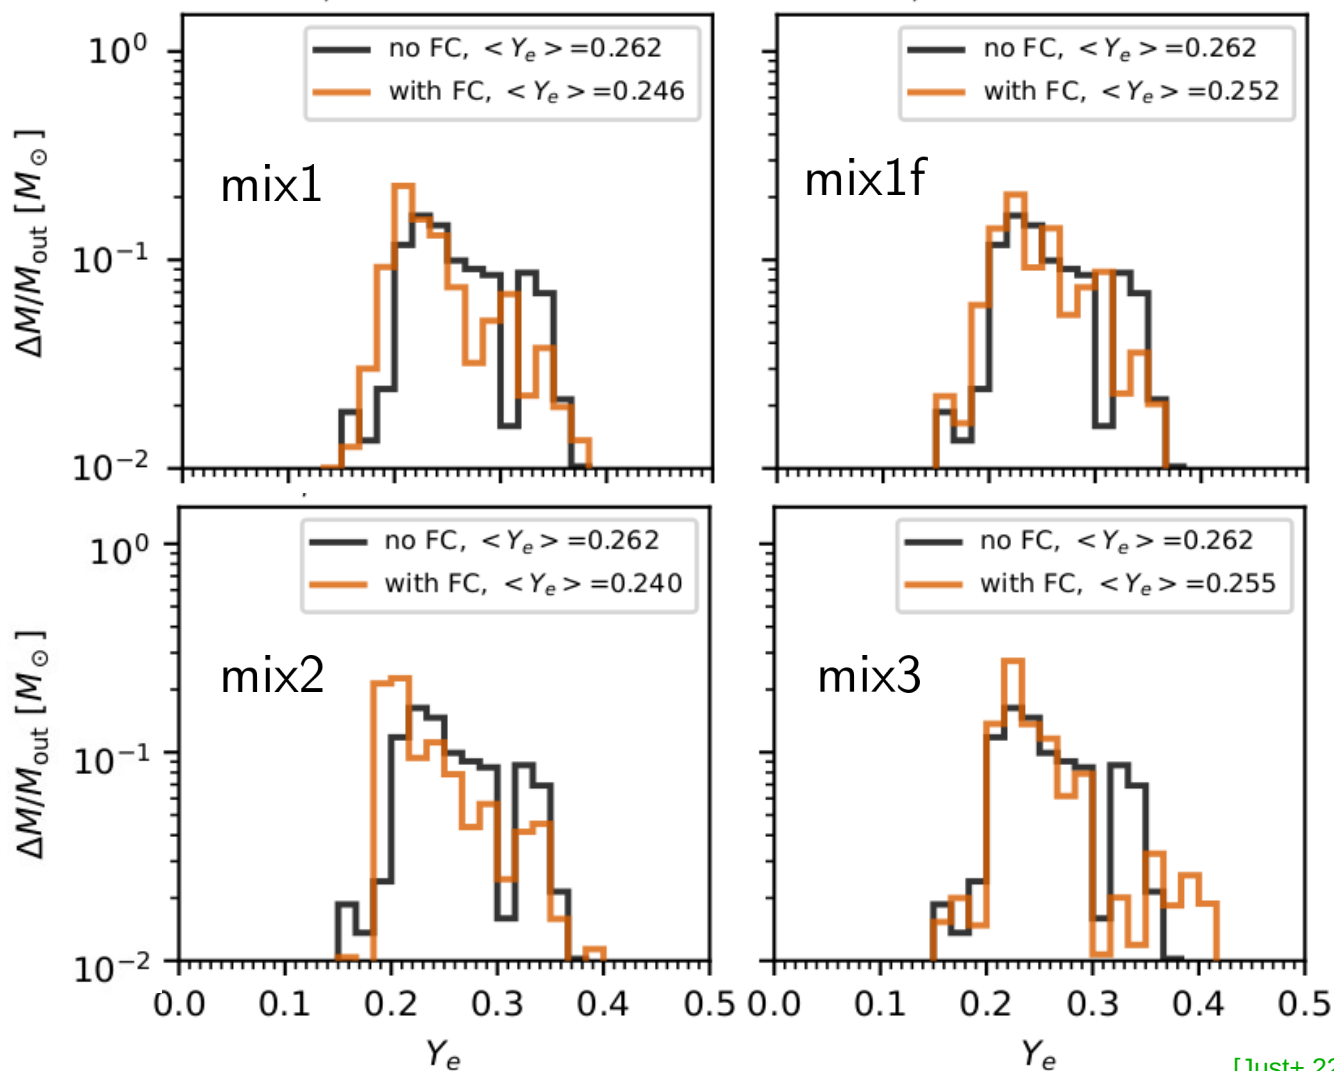 no FC, <Yₑ>=0.262
with FC, <Yₑ>=0.246
mix1
10⁰
10⁻¹
10⁻²
ΔM/Mout [M⊙]
no FC, <Yₑ>=0.262
with FC, <Yₑ>=0.252
mix1f
no FC, <Yₑ>=0.262
with FC, <Yₑ>=0.240
mix2
10⁰
10⁻¹
10⁻²
ΔM/Mout [M⊙]
0.0 0.1 0.2 0.3 0.4 0.5
Yₑ
no FC, <Yₑ>=0.262
with FC, <Yₑ>=0.255
mix3
0.0 0.1 0.2 0.3 0.4 0.5
Yₑ
[Just+